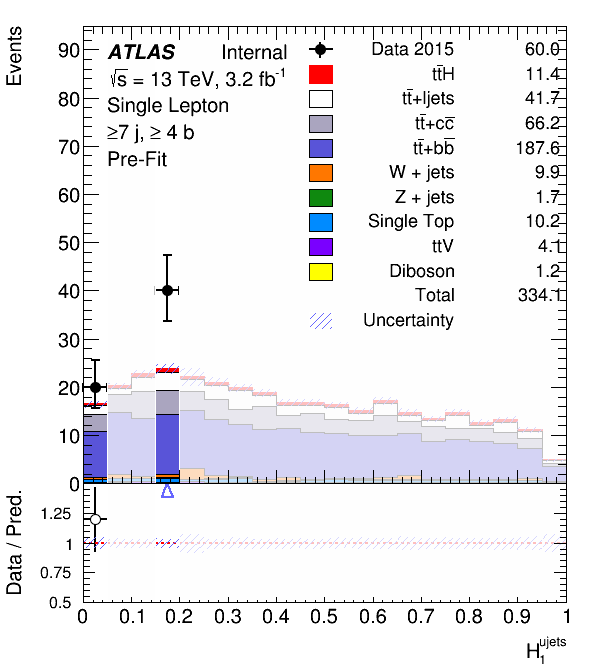 Events
90
80
70
60
50
40
30
20
10
0
ATLAS Internal
√s = 13 TeV, 3.2 fb⁻¹
Single Lepton
≥7 j, ≥ 4 b
Pre-Fit
Data 2015 60.0
tt̄H 11.4
tt̄+ljets 41.7
tt̄+cc̄ 66.2
tt̄+bb̄ 187.6
W + jets 9.9
Z + jets 1.7
Single Top 10.2
ttV 4.1
Diboson 1.2
Total 334.1
Uncertainty
Data / Pred.
1.25
1
0.75
0.5
0 0.1 0.2 0.3 0.4 0.5 0.6 0.7 0.8 0.9 1
H₁ᵘʲᵉᵗˢ